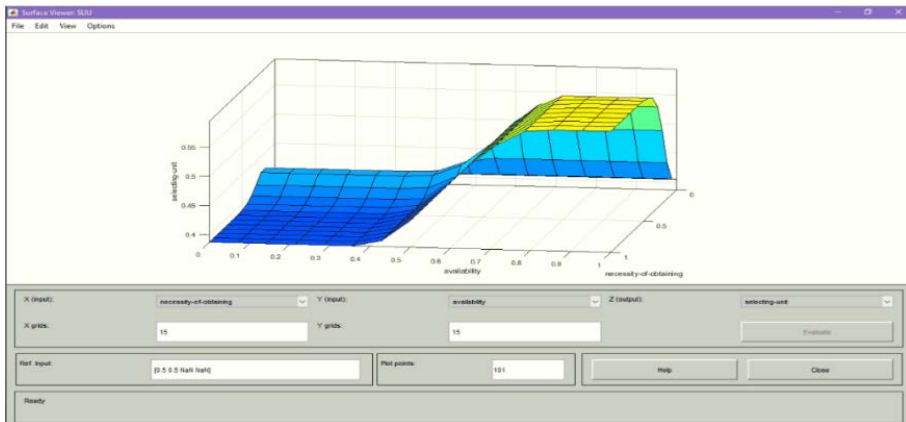 Surface Viewer: SUU
File Edit View Options
0.55
0.5
0.45
0.4
selecting-unit
0 0.1 0.2 0.3 0.4 0.5 0.6 0.7 0.8 0.9 1
availability
0
0.5
1
necessity-of-obtaining
X (input): necessity-of-obtaining Y (input): availability Z (output): selecting-unit
X grids: 15 Y grids: 15 Evaluate
Ref. Input: [0.5 0.5 NaN NaN] Plot points: 101 Help Close
Ready